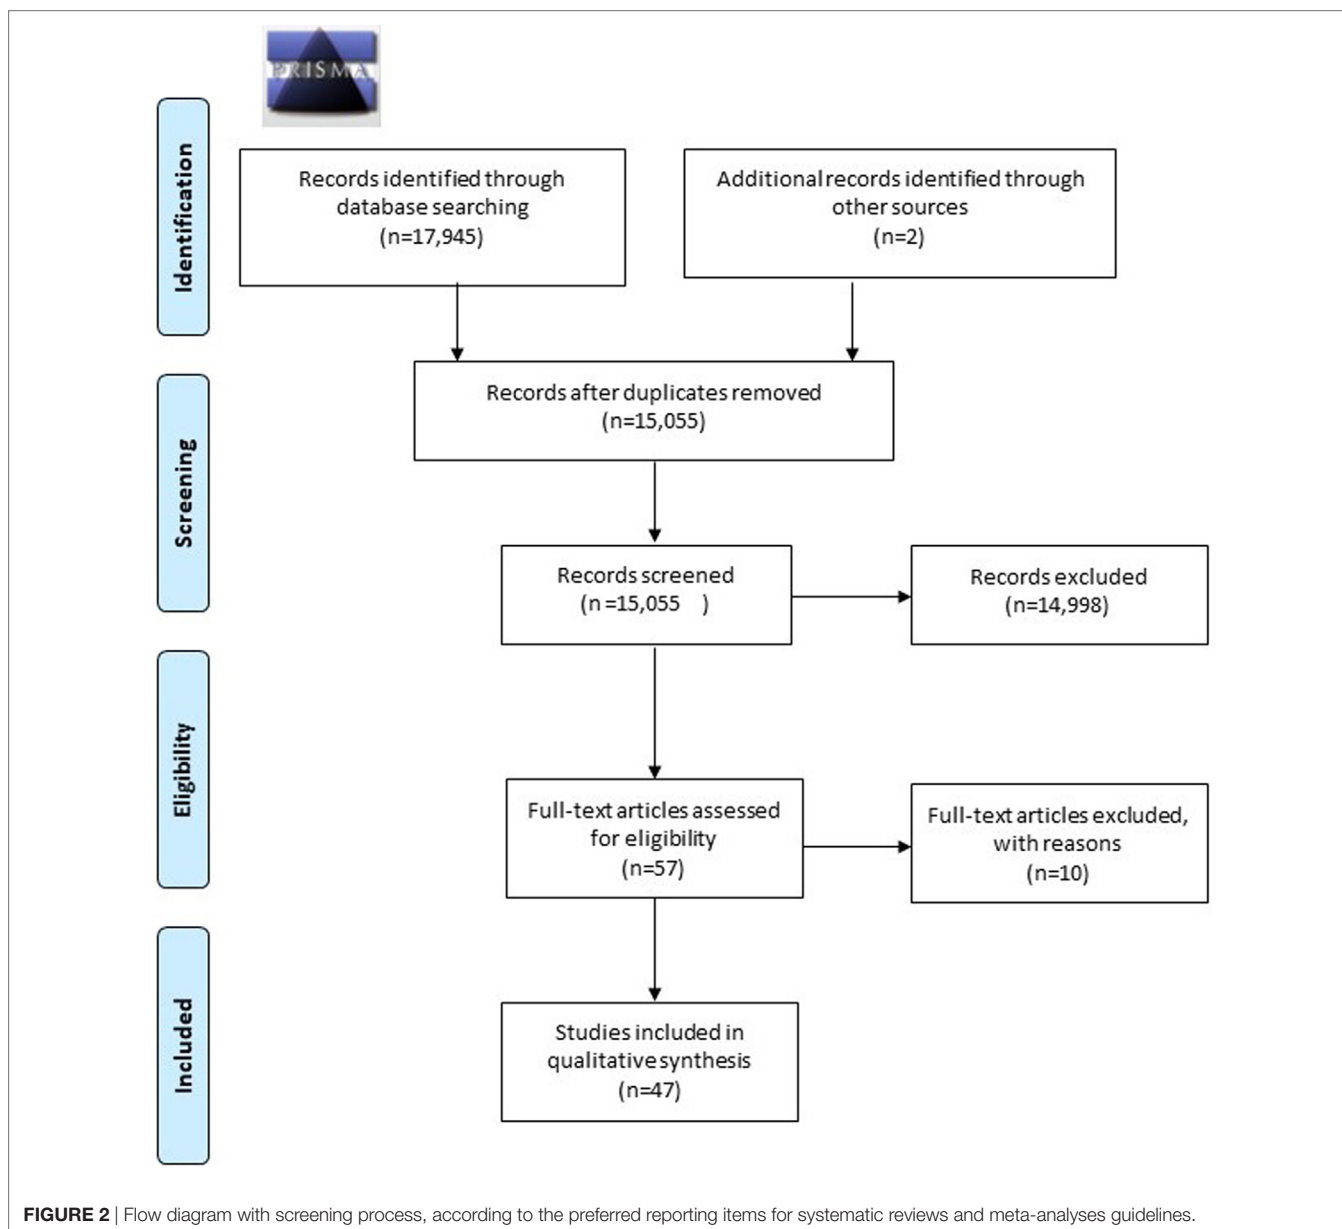 PRISMA
Identification
Records identified through
database searching
(n=17,945)
Additional records identified through
other sources
(n=2)
Screening
Records after duplicates removed
(n=15,055)
Records screened
(n =15,055 )
Records excluded
(n=14,998)
Eligibility
Full-text articles assessed
for eligibility
(n=57)
Full-text articles excluded,
with reasons
(n=10)
Included
Studies included in
qualitative synthesis
(n=47)
FIGURE 2 | Flow diagram with screening process, according to the preferred reporting items for systematic reviews and meta-analyses guidelines.